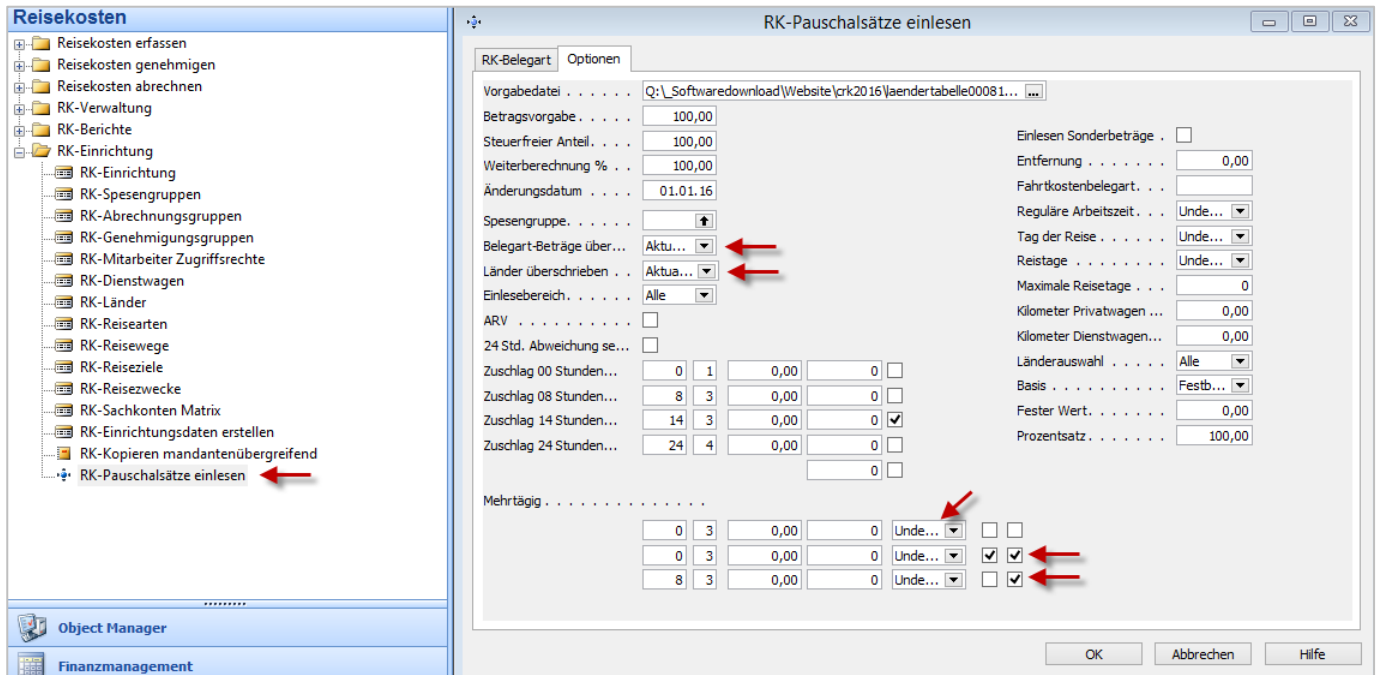 Reisekosten
Reisekosten erfassen
Reisekosten genehmigen
Reisekosten abrechnen
RK-Verwaltung
RK-Berichte
RK-Einrichtung
RK-Einrichtung
RK-Spesengruppen
RK-Abrechnungsgruppen
RK-Genehmigungsgruppen
RK-Mitarbeiter Zugriffsrechte
RK-Dienstwagen
RK-Länder
RK-Reisearten
RK-Reisewege
RK-Reiseziele
RK-Reisezwecke
RK-Sachkonten Matrix
RK-Einrichtungsdaten erstellen
RK-Kopieren mandantenübergreifend
RK-Pauschalsätze einlesen
Object Manager
Finanzmanagement
RK-Pauschalsätze einlesen
RK-Belegart Optionen
Vorgabedatei . . . . . . Q:\_Softwaredownload\Website\crk2016\laendertabelle00081... ...
Betragsvorgabe . . . . . 100,00
Steuerfreier Anteil. . . . 100,00
Weiterberechnung % . . 100,00
Änderungsdatum . . . . 01.01.16
Spesengruppe. . . . . .
Belegart-Beträge über... Aktu...
Länder überschrieben . . Aktua...
Einlesebereich. . . . . . Alle
ARV . . . . . . . . . .
24 Std. Abweichung se...
Zuschlag 00 Stunden... 0 1 0,00 0
Zuschlag 08 Stunden... 8 3 0,00 0
Zuschlag 14 Stunden... 14 3 0,00 0
Zuschlag 24 Stunden... 24 4 0,00 0
0
Mehrtägig . . . . . . . . . . . . . .
0 3 0,00 0 Unde...
0 3 0,00 0 Unde...
8 3 0,00 0 Unde...
Einlesen Sonderbeträge .
Entfernung . . . . . . . 0,00
Fahrtkostenbelegart. . .
Reguläre Arbeitszeit. . . Unde...
Tag der Reise . . . . . . Unde...
Reistage . . . . . . . . Unde...
Maximale Reisetage . . . 0
Kilometer Privatwagen ... 0,00
Kilometer Dienstwagen... 0,00
Länderauswahl . . . . . Alle
Basis . . . . . . . . . . Festb...
Fester Wert. . . . . . . 0,00
Prozentsatz. . . . . . . 100,00
OK Abbrechen Hilfe